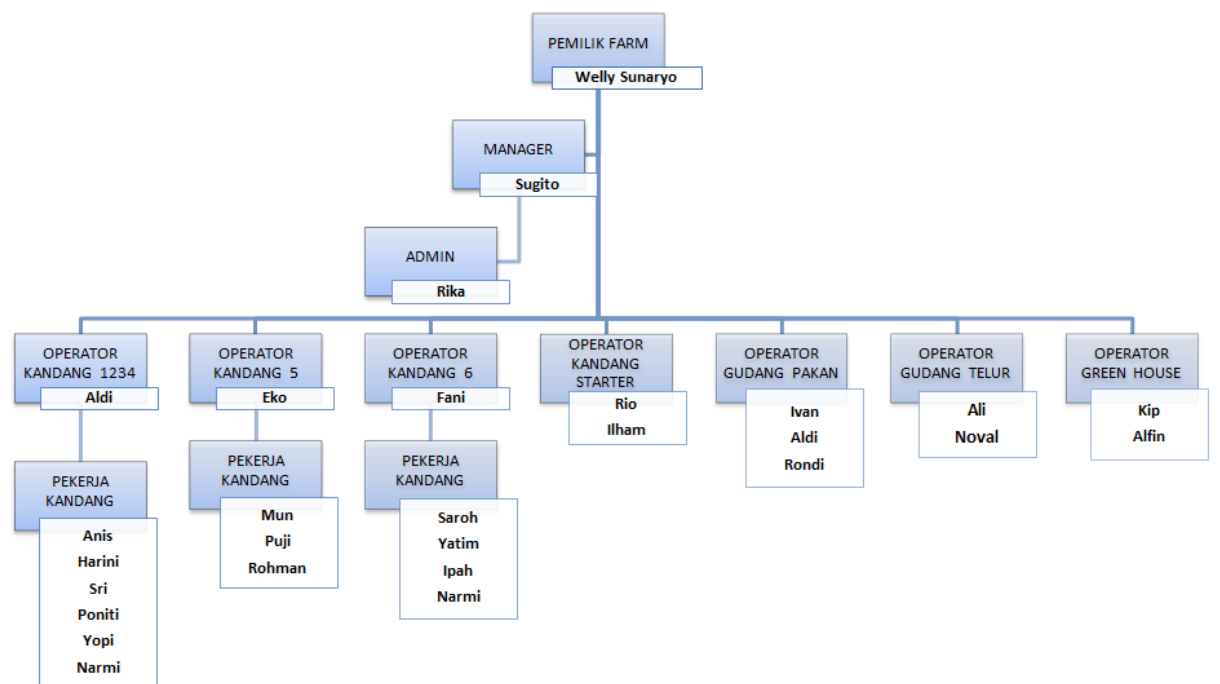 PEMILIK FARM
Welly Sunaryo
MANAGER
Sugito
ADMIN
Rika
OPERATOR
KANDANG 1234
Aldi
OPERATOR
KANDANG 5
Eko
OPERATOR
KANDANG 6
Fani
OPERATOR
KANDANG
STARTER
Rio
Ilham
OPERATOR
GUDANG PAKAN
Ivan
Aldi
Rondi
OPERATOR
GUDANG TELUR
Ali
Noval
OPERATOR
GREEN HOUSE
Kip
Alfin
PEKERJA
KANDANG
Anis
Harini
Sri
Poniti
Yopi
Narmi
PEKERJA
KANDANG
Mun
Puji
Rohman
PEKERJA
KANDANG
Saroh
Yatim
Ipah
Narmi